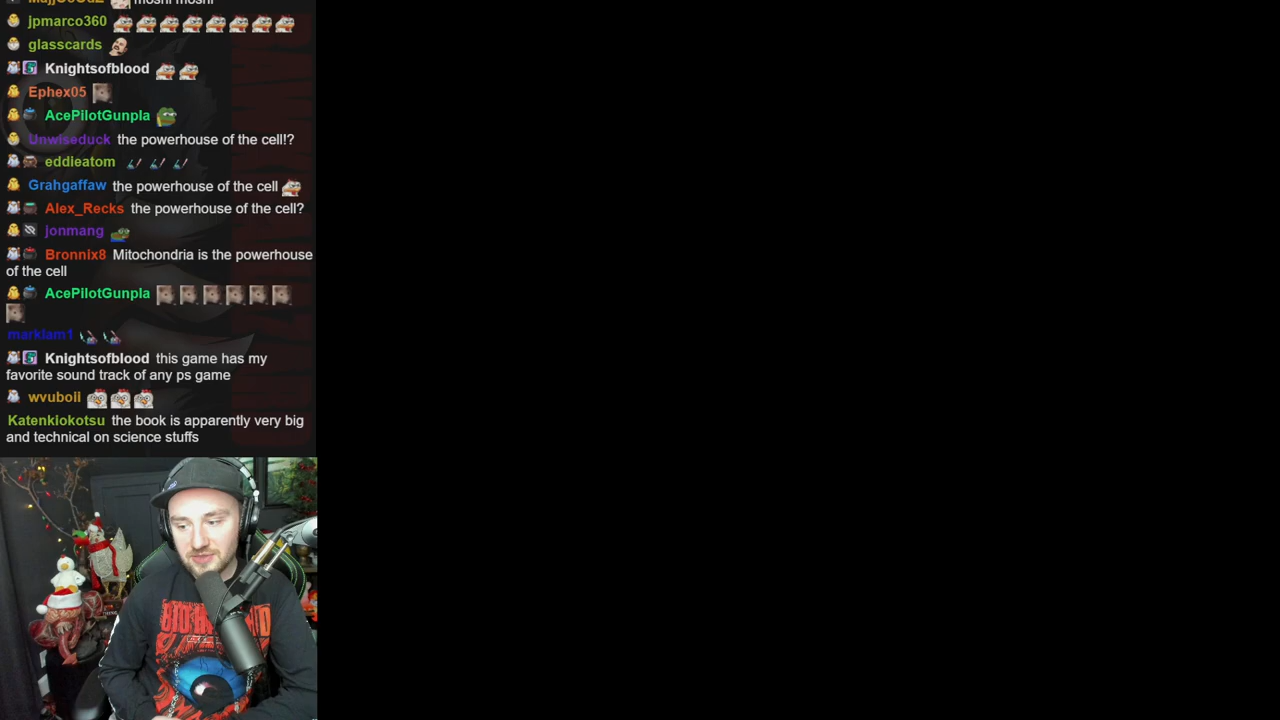 moshi moshi
jpmarco360
glasscards
Knightsofblood
Ephex05
AcePilotGunpla
Unwiseduck the powerhouse of the cell!?
eddieatom
Grahgaffaw the powerhouse of the cell
Alex_Recks the powerhouse of the cell?
jonmang
Bronnix8 Mitochondria is the powerhouse
of the cell
AcePilotGunpla
marklam1
Knightsofblood this game has my
favorite sound track of any ps game
wvuboii
Katenkiokotsu the book is apparently very big
and technical on science stuffs